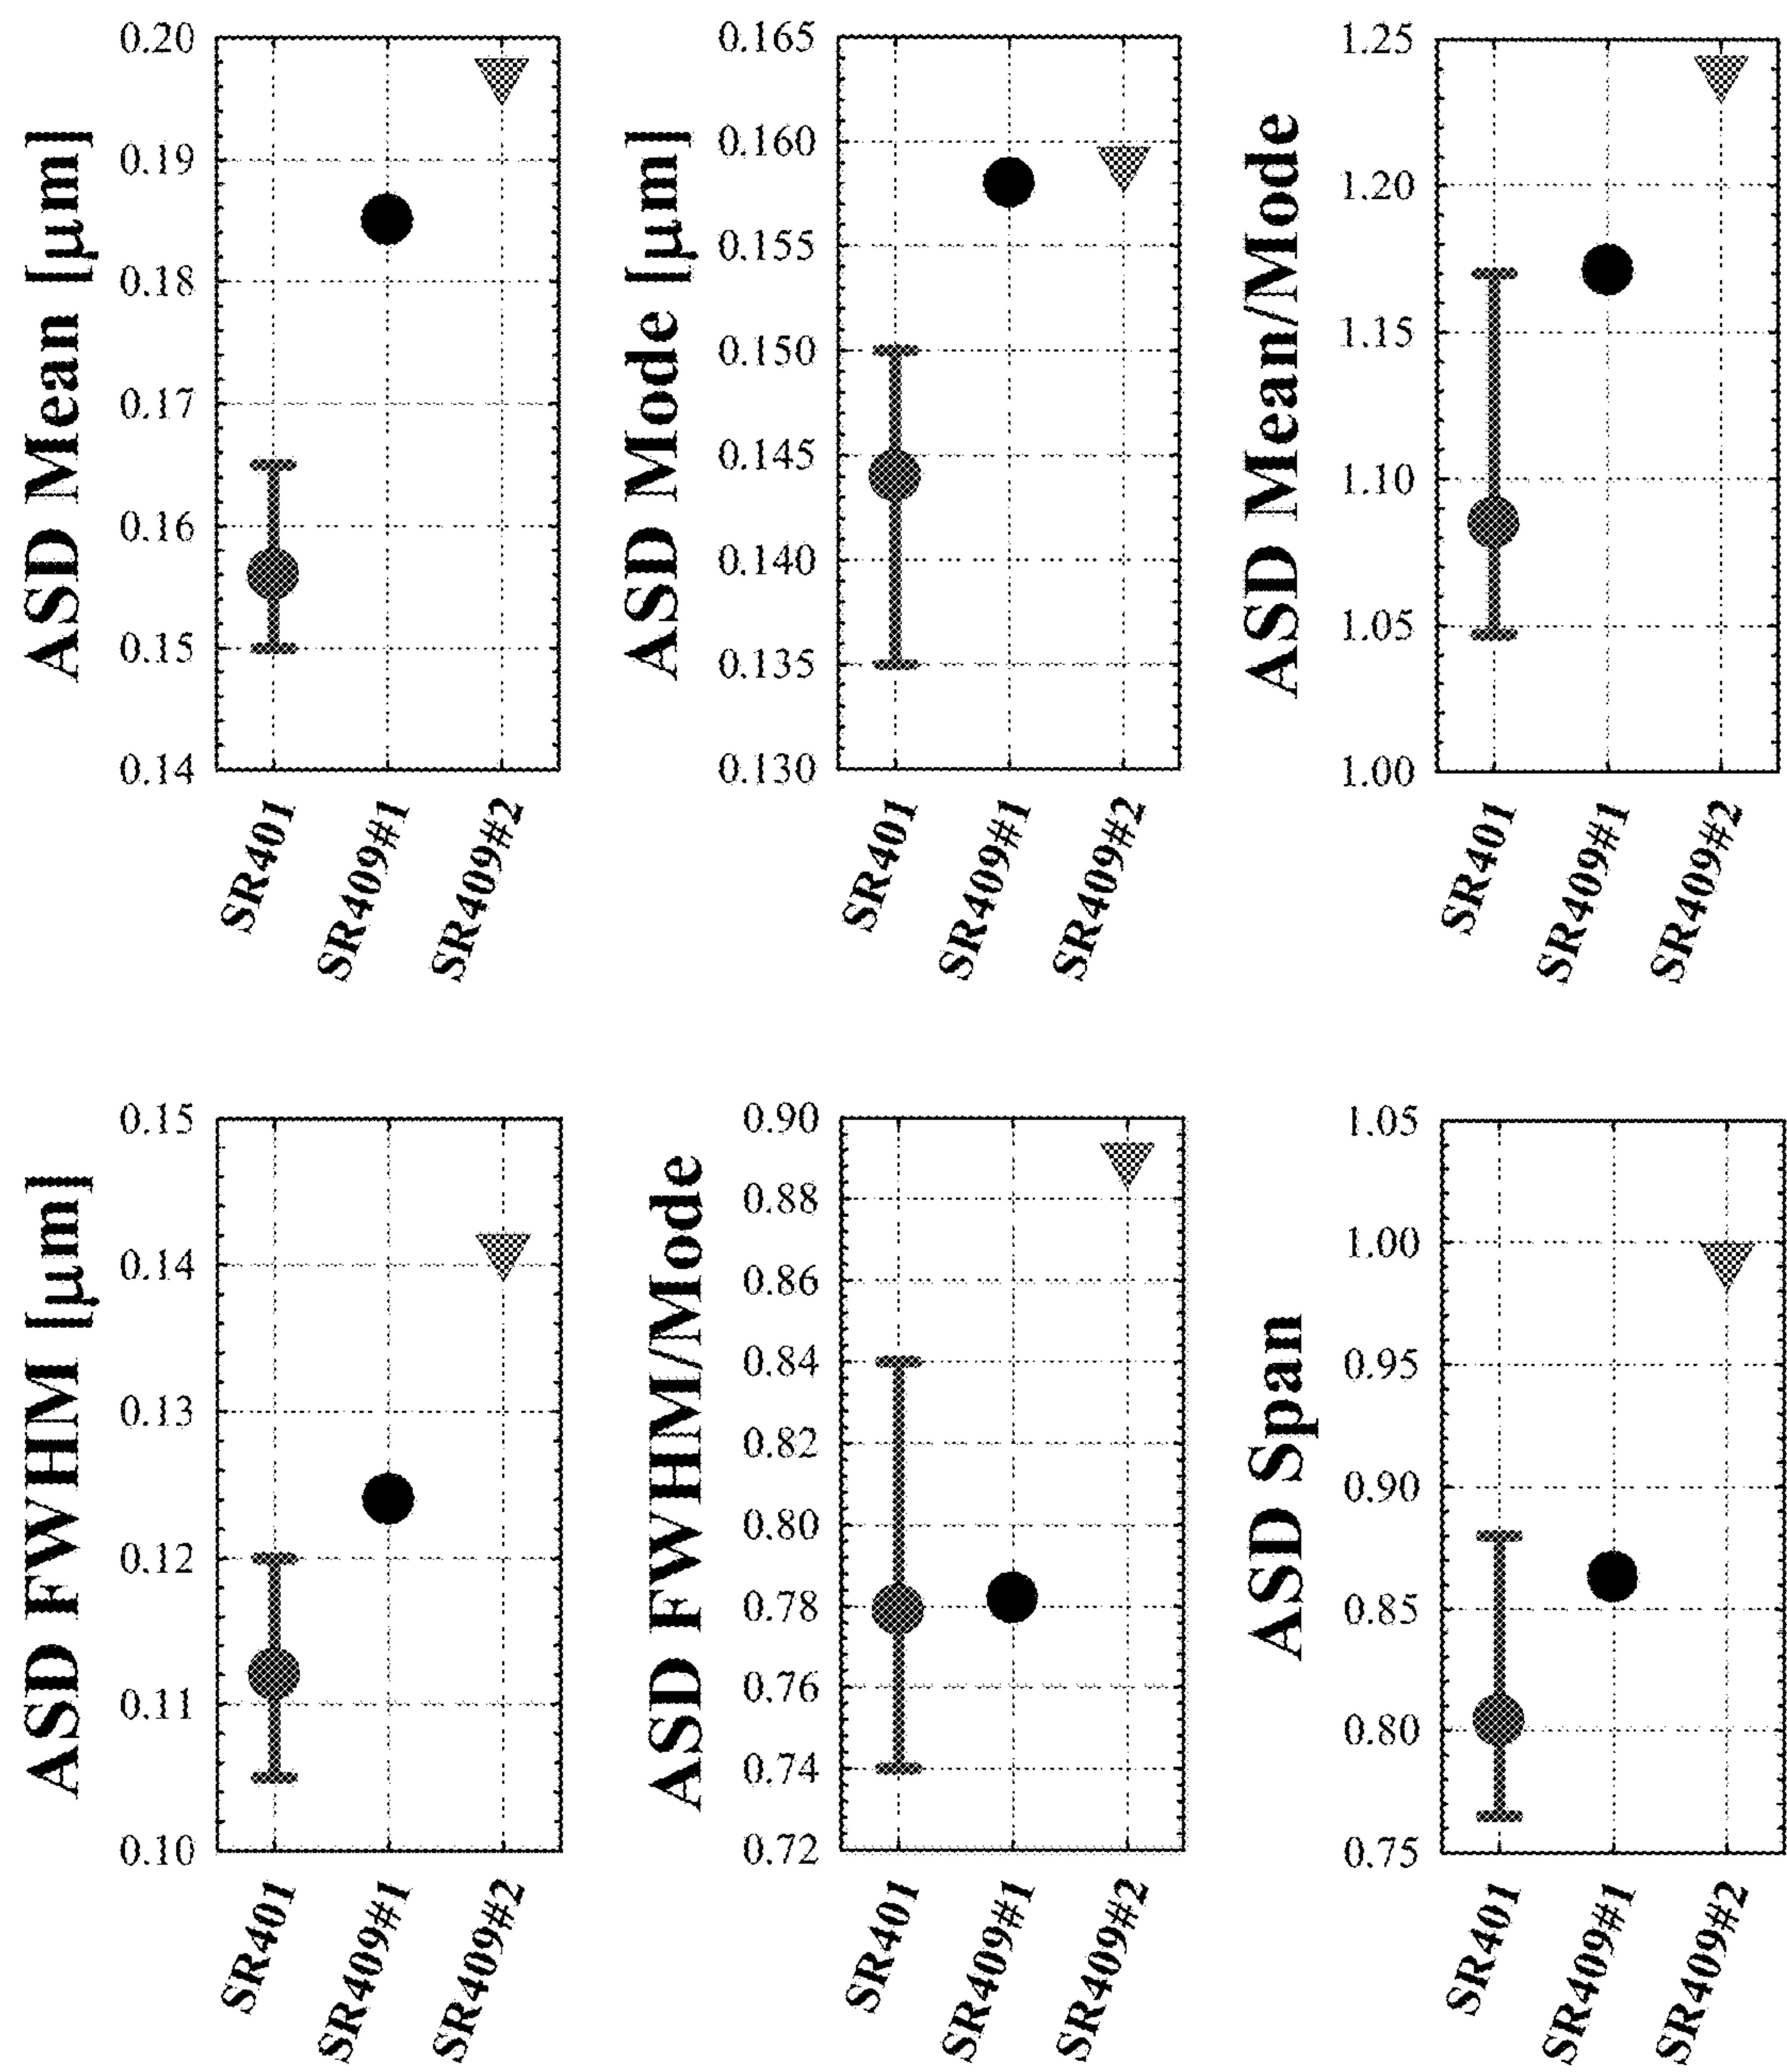 ASD Mean [μm]
0.20
0.19
0.18
0.17
0.16
0.15
0.14
SR401
SR409#1
SR409#2
ASD Mode [μm]
0.165
0.160
0.155
0.150
0.145
0.140
0.135
0.130
SR401
SR409#1
SR409#2
ASD Mean/Mode
1.25
1.20
1.15
1.10
1.05
1.00
SR401
SR409#1
SR409#2
ASD FWHM [μm]
0.15
0.14
0.13
0.12
0.11
0.10
SR401
SR409#1
SR409#2
ASD FWHM/Mode
0.90
0.88
0.86
0.84
0.82
0.80
0.78
0.76
0.74
0.72
SR401
SR409#1
SR409#2
ASD Span
1.05
1.00
0.95
0.90
0.85
0.80
0.75
SR401
SR409#1
SR409#2